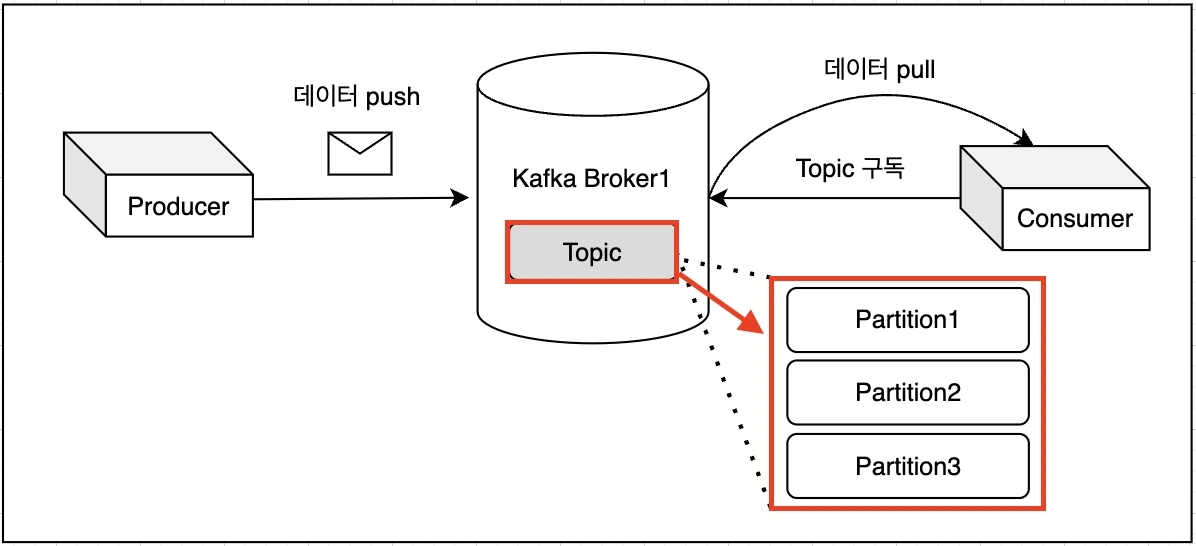 데이터 push
데이터 pull
Producer
Kafka Broker1
Topic 구독
Consumer
Topic
Partition1
Partition2
Partition3